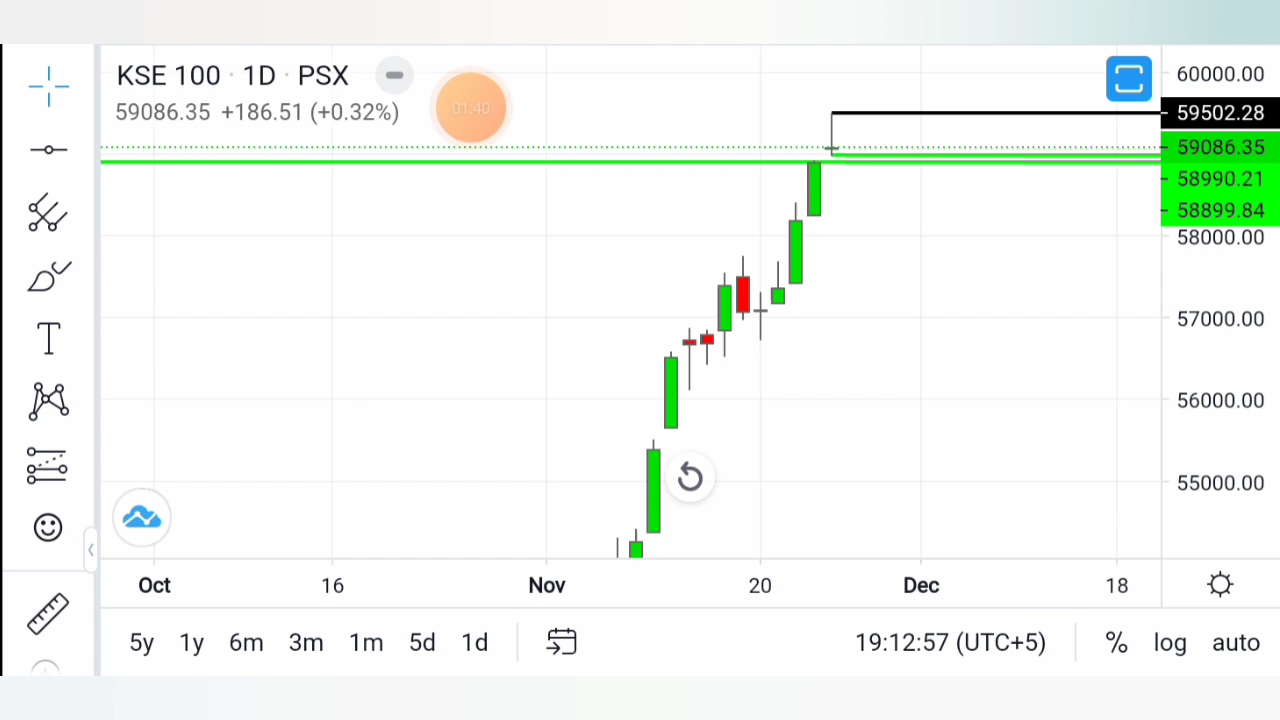 KSE 100 · 1D · PSX
59086.35 +186.51 (+0.32%)
01:40
60000.00
59502.28
59086.35
58990.21
58899.84
58000.00
57000.00
56000.00
55000.00
Oct 16 Nov 20 Dec 18
5y 1y 6m 3m 1m 5d 1d 19:12:57 (UTC+5) % log auto